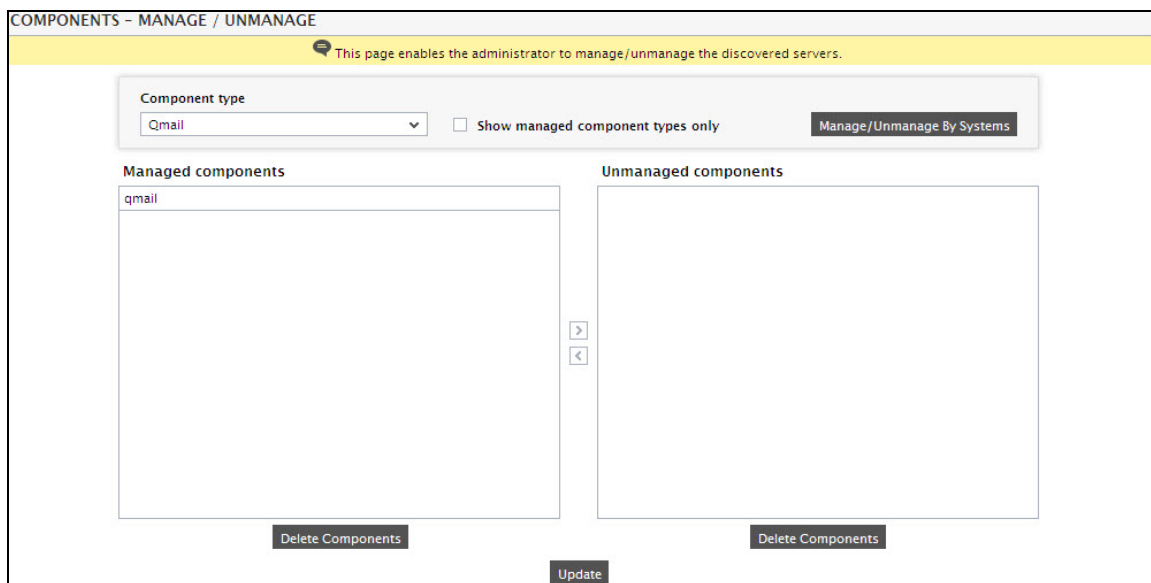 COMPONENTS - MANAGE / UNMANAGE
This page enables the administrator to manage/unmanage the discovered servers.
Component type
Qmail
Show managed component types only
Manage/Unmanage By Systems
Managed components
Unmanaged components
qmail
>
<
Delete Components
Delete Components
Update